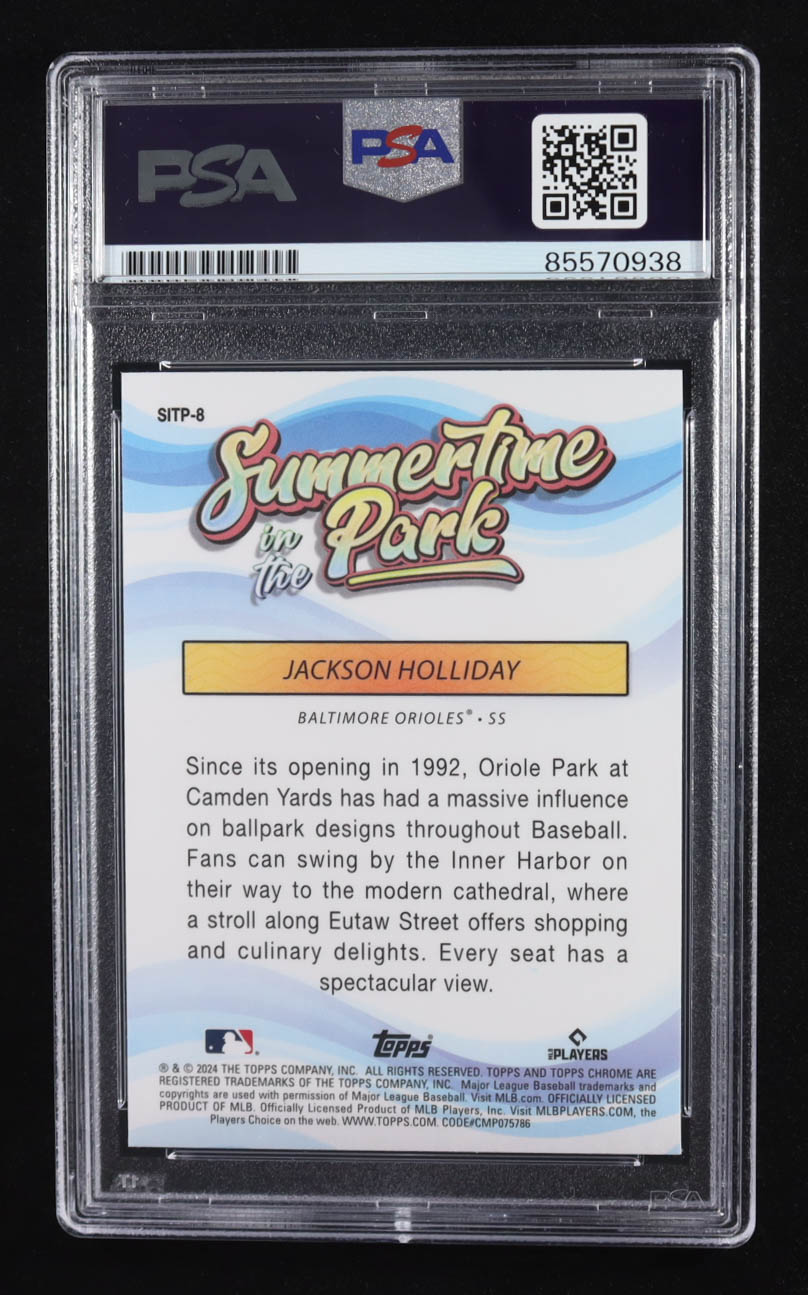 PSA
PSA
85570938
SITP-8
Summertime
in the Park
JACKSON HOLLIDAY
BALTIMORE ORIOLES® • SS
Since its opening in 1992, Oriole Park at
Camden Yards has had a massive influence
on ballpark designs throughout Baseball.
Fans can swing by the Inner Harbor on
their way to the modern cathedral, where
a stroll along Eutaw Street offers shopping
and culinary delights. Every seat has a
spectacular view.
topps®
MLB PLAYERS
® & © 2024 THE TOPPS COMPANY, INC. ALL RIGHTS RESERVED. TOPPS AND TOPPS CHROME ARE
REGISTERED TRADEMARKS OF THE TOPPS COMPANY, INC. Major League Baseball trademarks and
copyrights are used with permission of Major League Baseball. Visit MLB.com. OFFICIALLY LICENSED
PRODUCT OF MLB. Officially Licensed Product of MLB Players, Inc. Visit MLBPLAYERS.COM, the
Players Choice on the web. WWW.TOPPS.COM. CODE#CMP075786
PSA